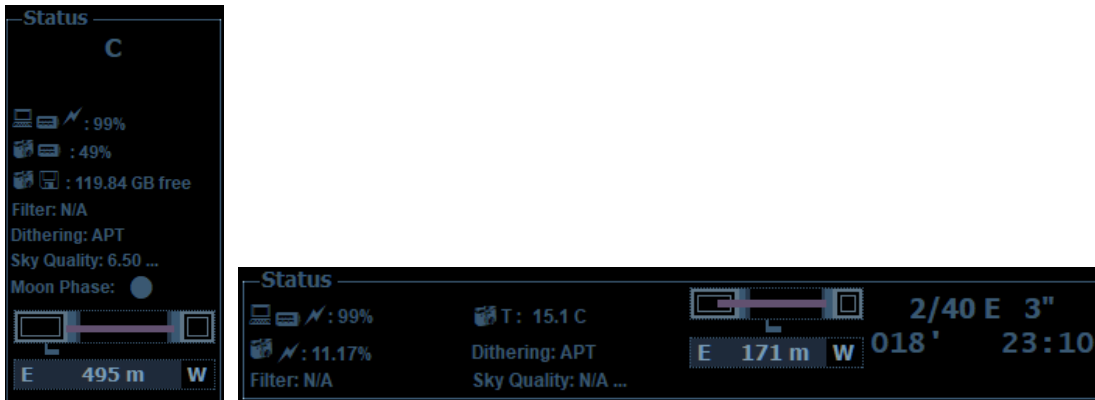 Status
C
: 99%
: 49%
: 119.84 GB free
Filter: N/A
Dithering: APT
Sky Quality: 6.50 ...
Moon Phase:
E 495 m W
Status
: 99%
: 11.17%
Filter: N/A
T: 15.1 C
Dithering: APT
Sky Quality: N/A ...
E 171 m W
2/40 E 3"
018' 23:10